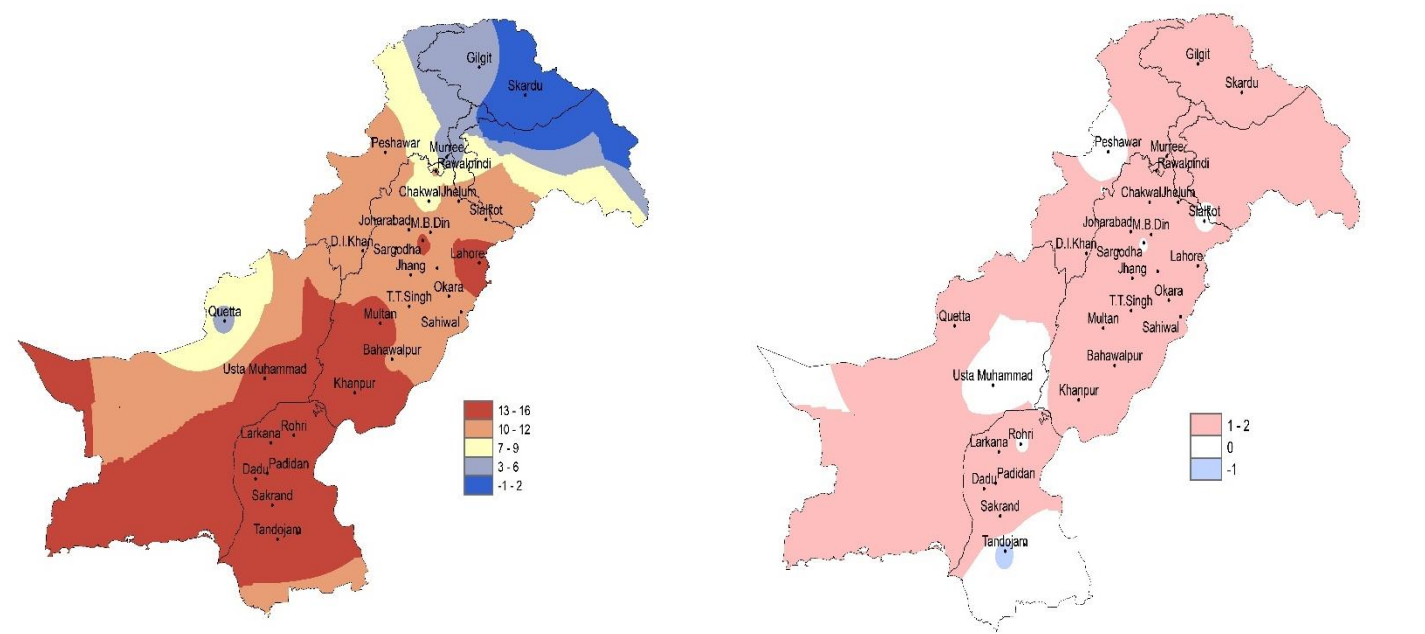 Gilgit
Skardu
Peshawar
Murree
Rawalpindi
Chakwal Jhelum
Sialkot
Joharabad M.B.Din
D.I.Khan
Sargodha
Lahore
Jhang
T.T.Singh
Okara
Multan
Sahiwal
Quetta
Bahawalpur
Usta Muhammad
Khanpur
Larkana
Rohri
Dadu
Padidan
Sakrand
Tandojam
13 - 16
10 - 12
7 - 9
3 - 6
-1 - 2
Gilgit
Skardu
Peshawar
Murree
Rawalpindi
Chakwal Jhelum
Sialkot
Joharabad M.B.Din
D.I.Khan
Sargodha
Lahore
Jhang
T.T.Singh
Okara
Multan
Sahiwal
Quetta
Bahawalpur
Usta Muhammad
Khanpur
Larkana
Rohri
Dadu
Padidan
Sakrand
Tandojam
1 - 2
0
-1